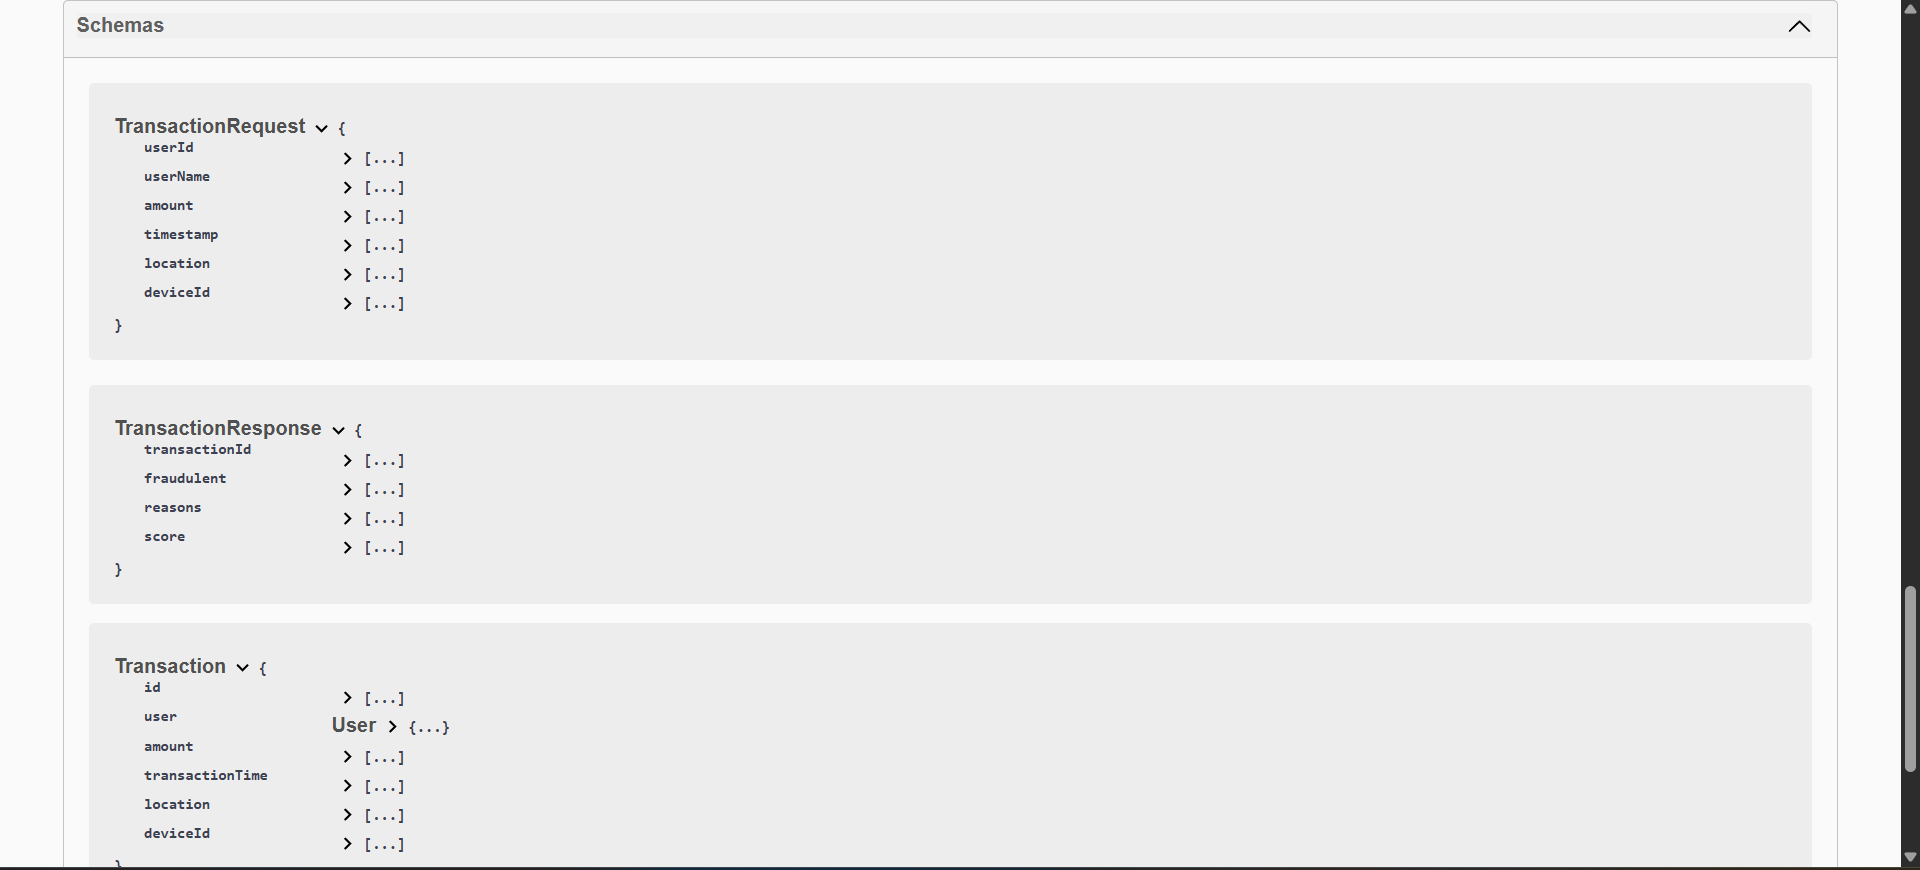 Schemas
TransactionRequest {
userId [...]
userName [...]
amount [...]
timestamp [...]
location [...]
deviceId [...]
}
TransactionResponse {
transactionId [...]
fraudulent [...]
reasons [...]
score [...]
}
Transaction {
id [...]
user User {...}
amount [...]
transactionTime [...]
location [...]
deviceId [...]
}